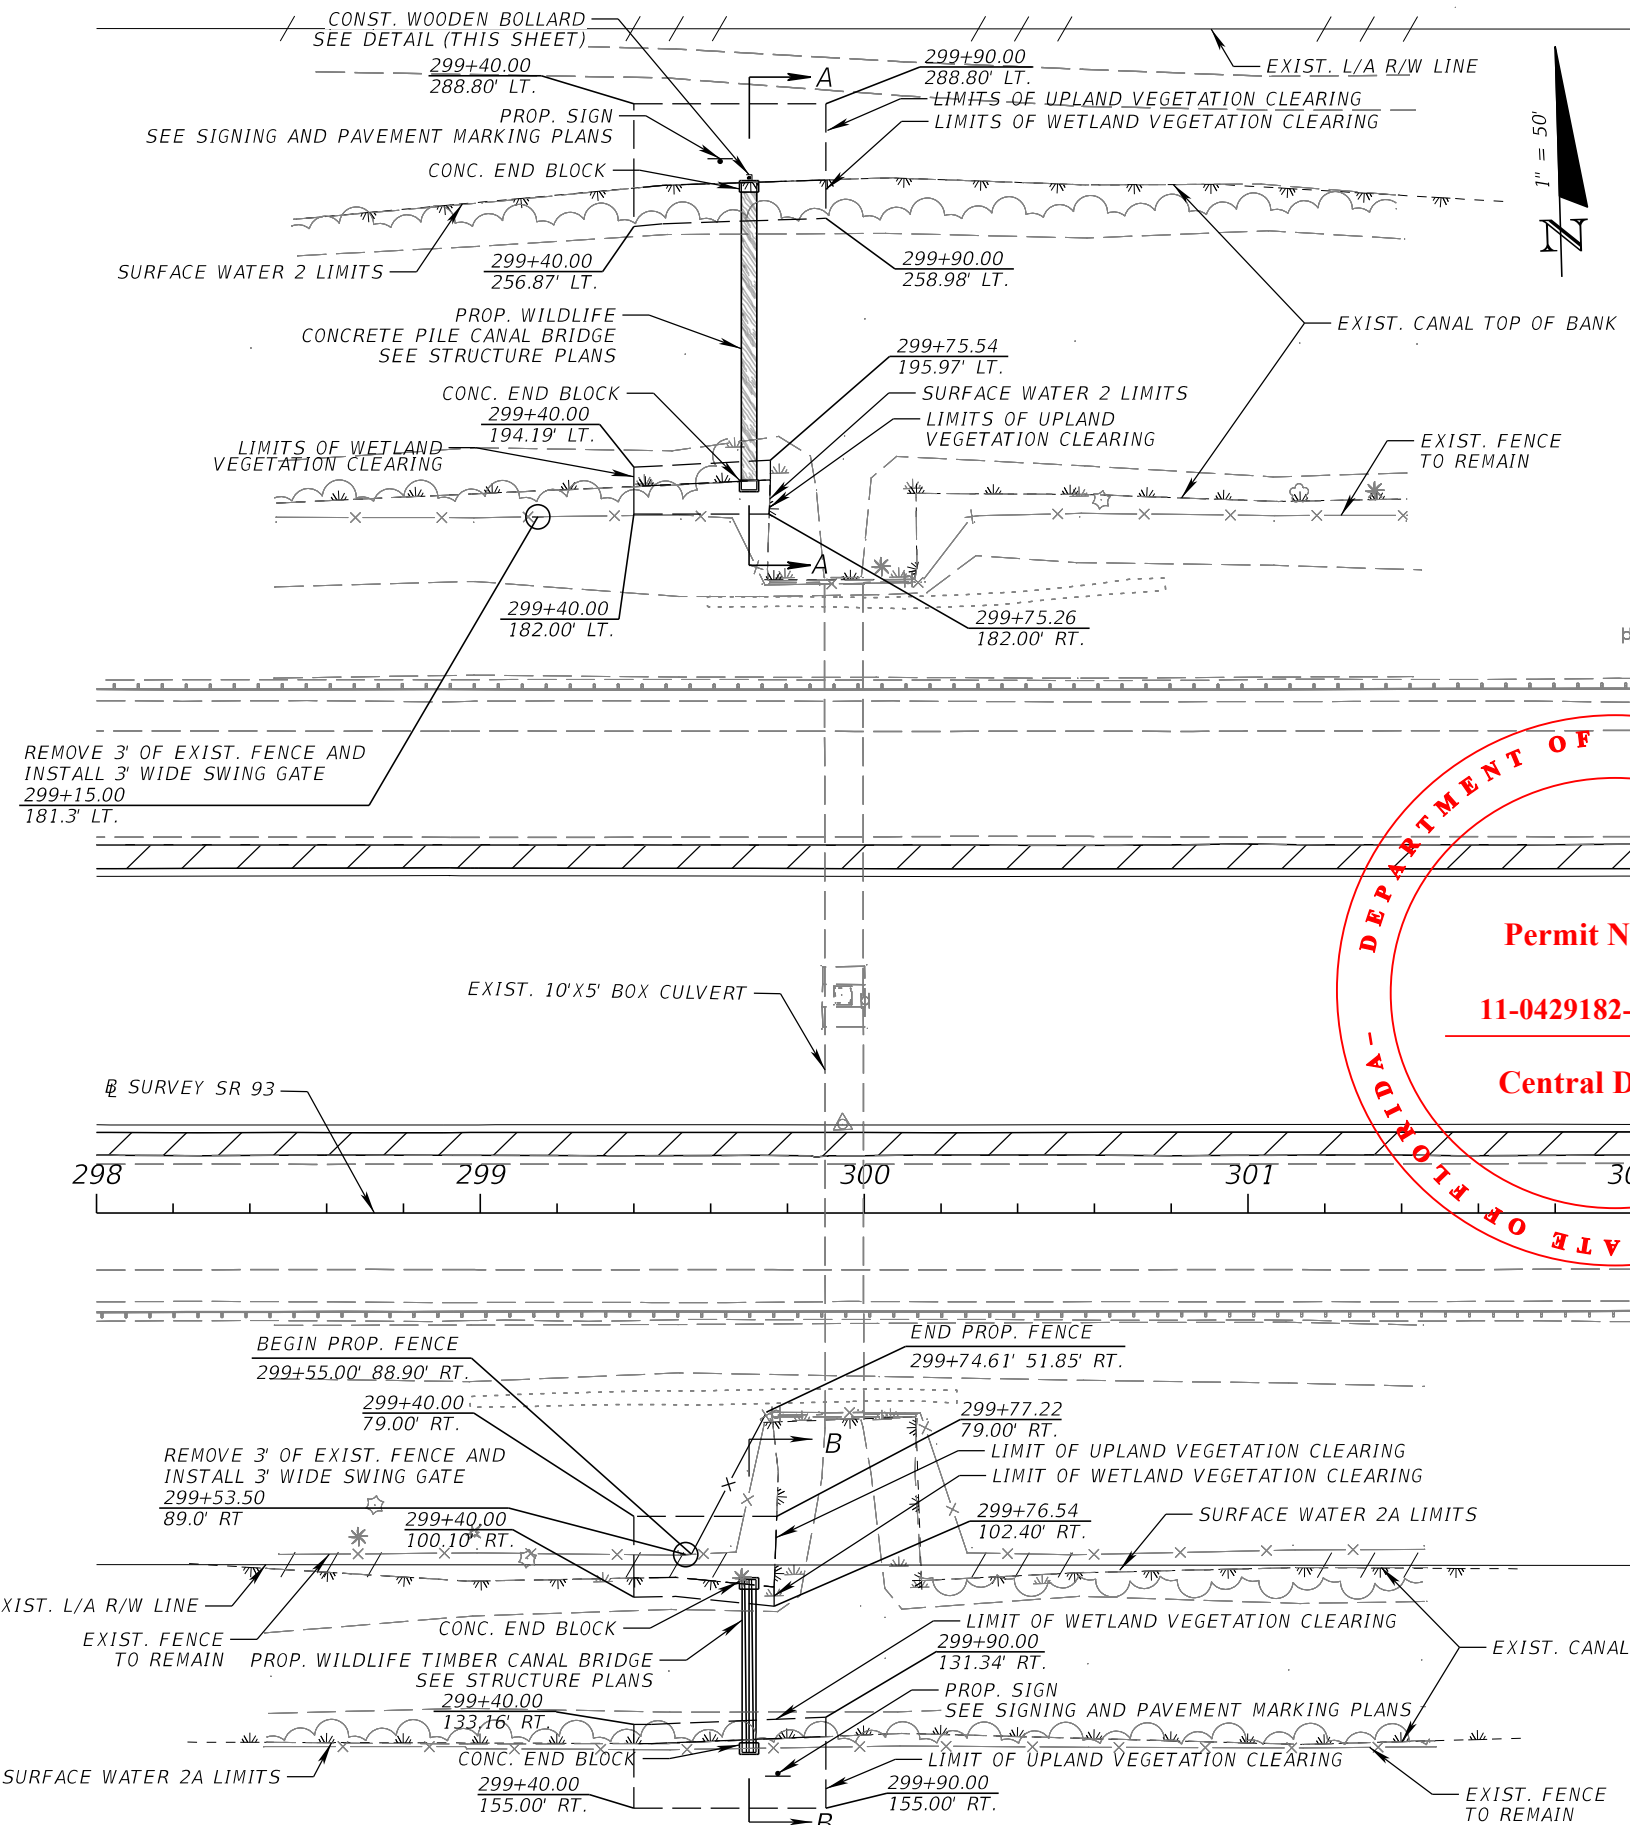 CONST. WOODEN BOLLARD
SEE DETAIL (THIS SHEET)
299+40.00
288.80' LT.
A
299+90.00
288.80' LT.
EXIST. L/A R/W LINE
LIMITS OF UPLAND VEGETATION CLEARING
LIMITS OF WETLAND VEGETATION CLEARING
PROP. SIGN
SEE SIGNING AND PAVEMENT MARKING PLANS
CONC. END BLOCK
1" = 50'
N
SURFACE WATER 2 LIMITS
299+40.00
256.87' LT.
299+90.00
258.98' LT.
PROP. WILDLIFE
CONCRETE PILE CANAL BRIDGE
SEE STRUCTURE PLANS
EXIST. CANAL TOP OF BANK
299+75.54
195.97' LT.
CONC. END BLOCK
SURFACE WATER 2 LIMITS
299+40.00
194.19' LT.
LIMITS OF UPLAND
VEGETATION CLEARING
LIMITS OF WETLAND
VEGETATION CLEARING
EXIST. FENCE
TO REMAIN
A
299+40.00
182.00' LT.
299+75.26
182.00' RT.
REMOVE 3' OF EXIST. FENCE AND
INSTALL 3' WIDE SWING GATE
299+15.00
181.3' LT.
DEPARTMENT OF
Permit N
11-0429182-
Central D
ATE OF FLORIDA-
EXIST. 10'X5' BOX CULVERT
BL SURVEY SR 93
298
299
300
301
30
BEGIN PROP. FENCE
299+55.00' 88.90' RT.
END PROP. FENCE
299+74.61' 51.85' RT.
299+40.00
79.00' RT.
299+77.22
79.00' RT.
B
REMOVE 3' OF EXIST. FENCE AND
INSTALL 3' WIDE SWING GATE
299+53.50
89.0' RT
LIMIT OF UPLAND VEGETATION CLEARING
LIMIT OF WETLAND VEGETATION CLEARING
299+40.00
100.10' RT.
299+76.54
102.40' RT.
SURFACE WATER 2A LIMITS
XIST. L/A R/W LINE
EXIST. FENCE
TO REMAIN
CONC. END BLOCK
PROP. WILDLIFE TIMBER CANAL BRIDGE
SEE STRUCTURE PLANS
LIMIT OF WETLAND VEGETATION CLEARING
299+90.00
131.34' RT.
EXIST. CANAL
299+40.00
133.16' RT.
PROP. SIGN
SEE SIGNING AND PAVEMENT MARKING PLANS
CONC. END BLOCK
LIMIT OF UPLAND VEGETATION CLEARING
SURFACE WATER 2A LIMITS
299+40.00
155.00' RT.
299+90.00
155.00' RT.
EXIST. FENCE
TO REMAIN
B